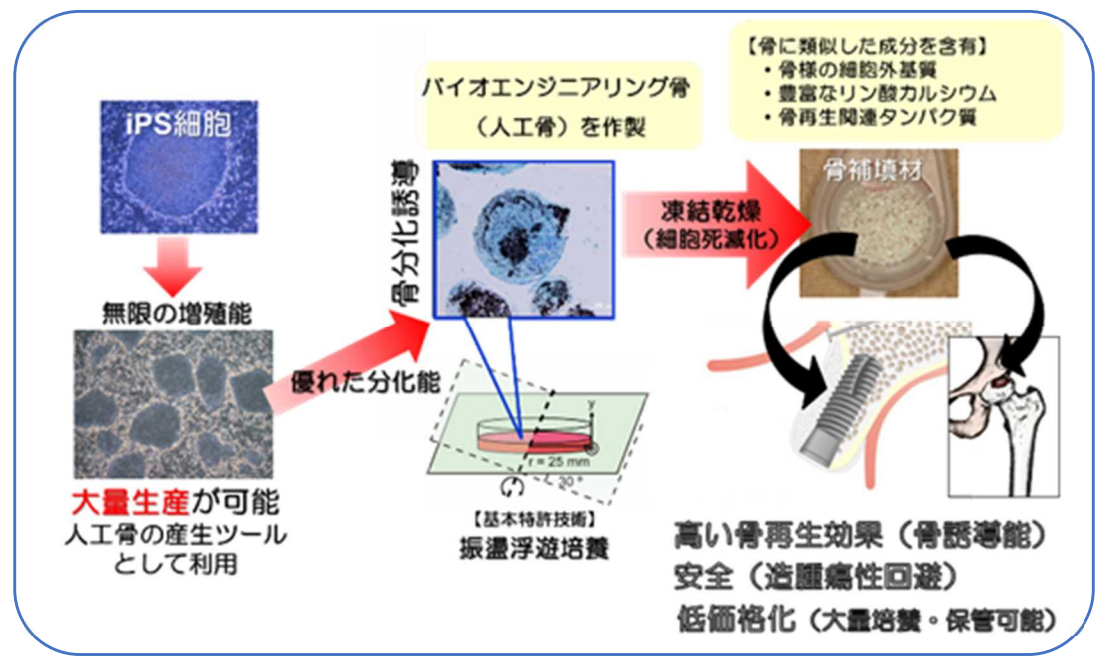 iPS細胞
無限の増殖能
大量生産が可能
人工骨の産生ツール
として利用
優れた分化能
骨分化誘導
バイオエンジニアリング骨
（人工骨）を作製
y
r = 25 mm
30 °
【基本特許技術】
振盪浮遊培養
凍結乾燥
（細胞死滅化）
【骨に類似した成分を含有】
・骨様の細胞外基質
・豊富なリン酸カルシウム
・骨再生関連タンパク質
骨補填材
高い骨再生効果（骨誘導能）
安全（造腫瘍性回避）
低価格化（大量培養・保管可能）